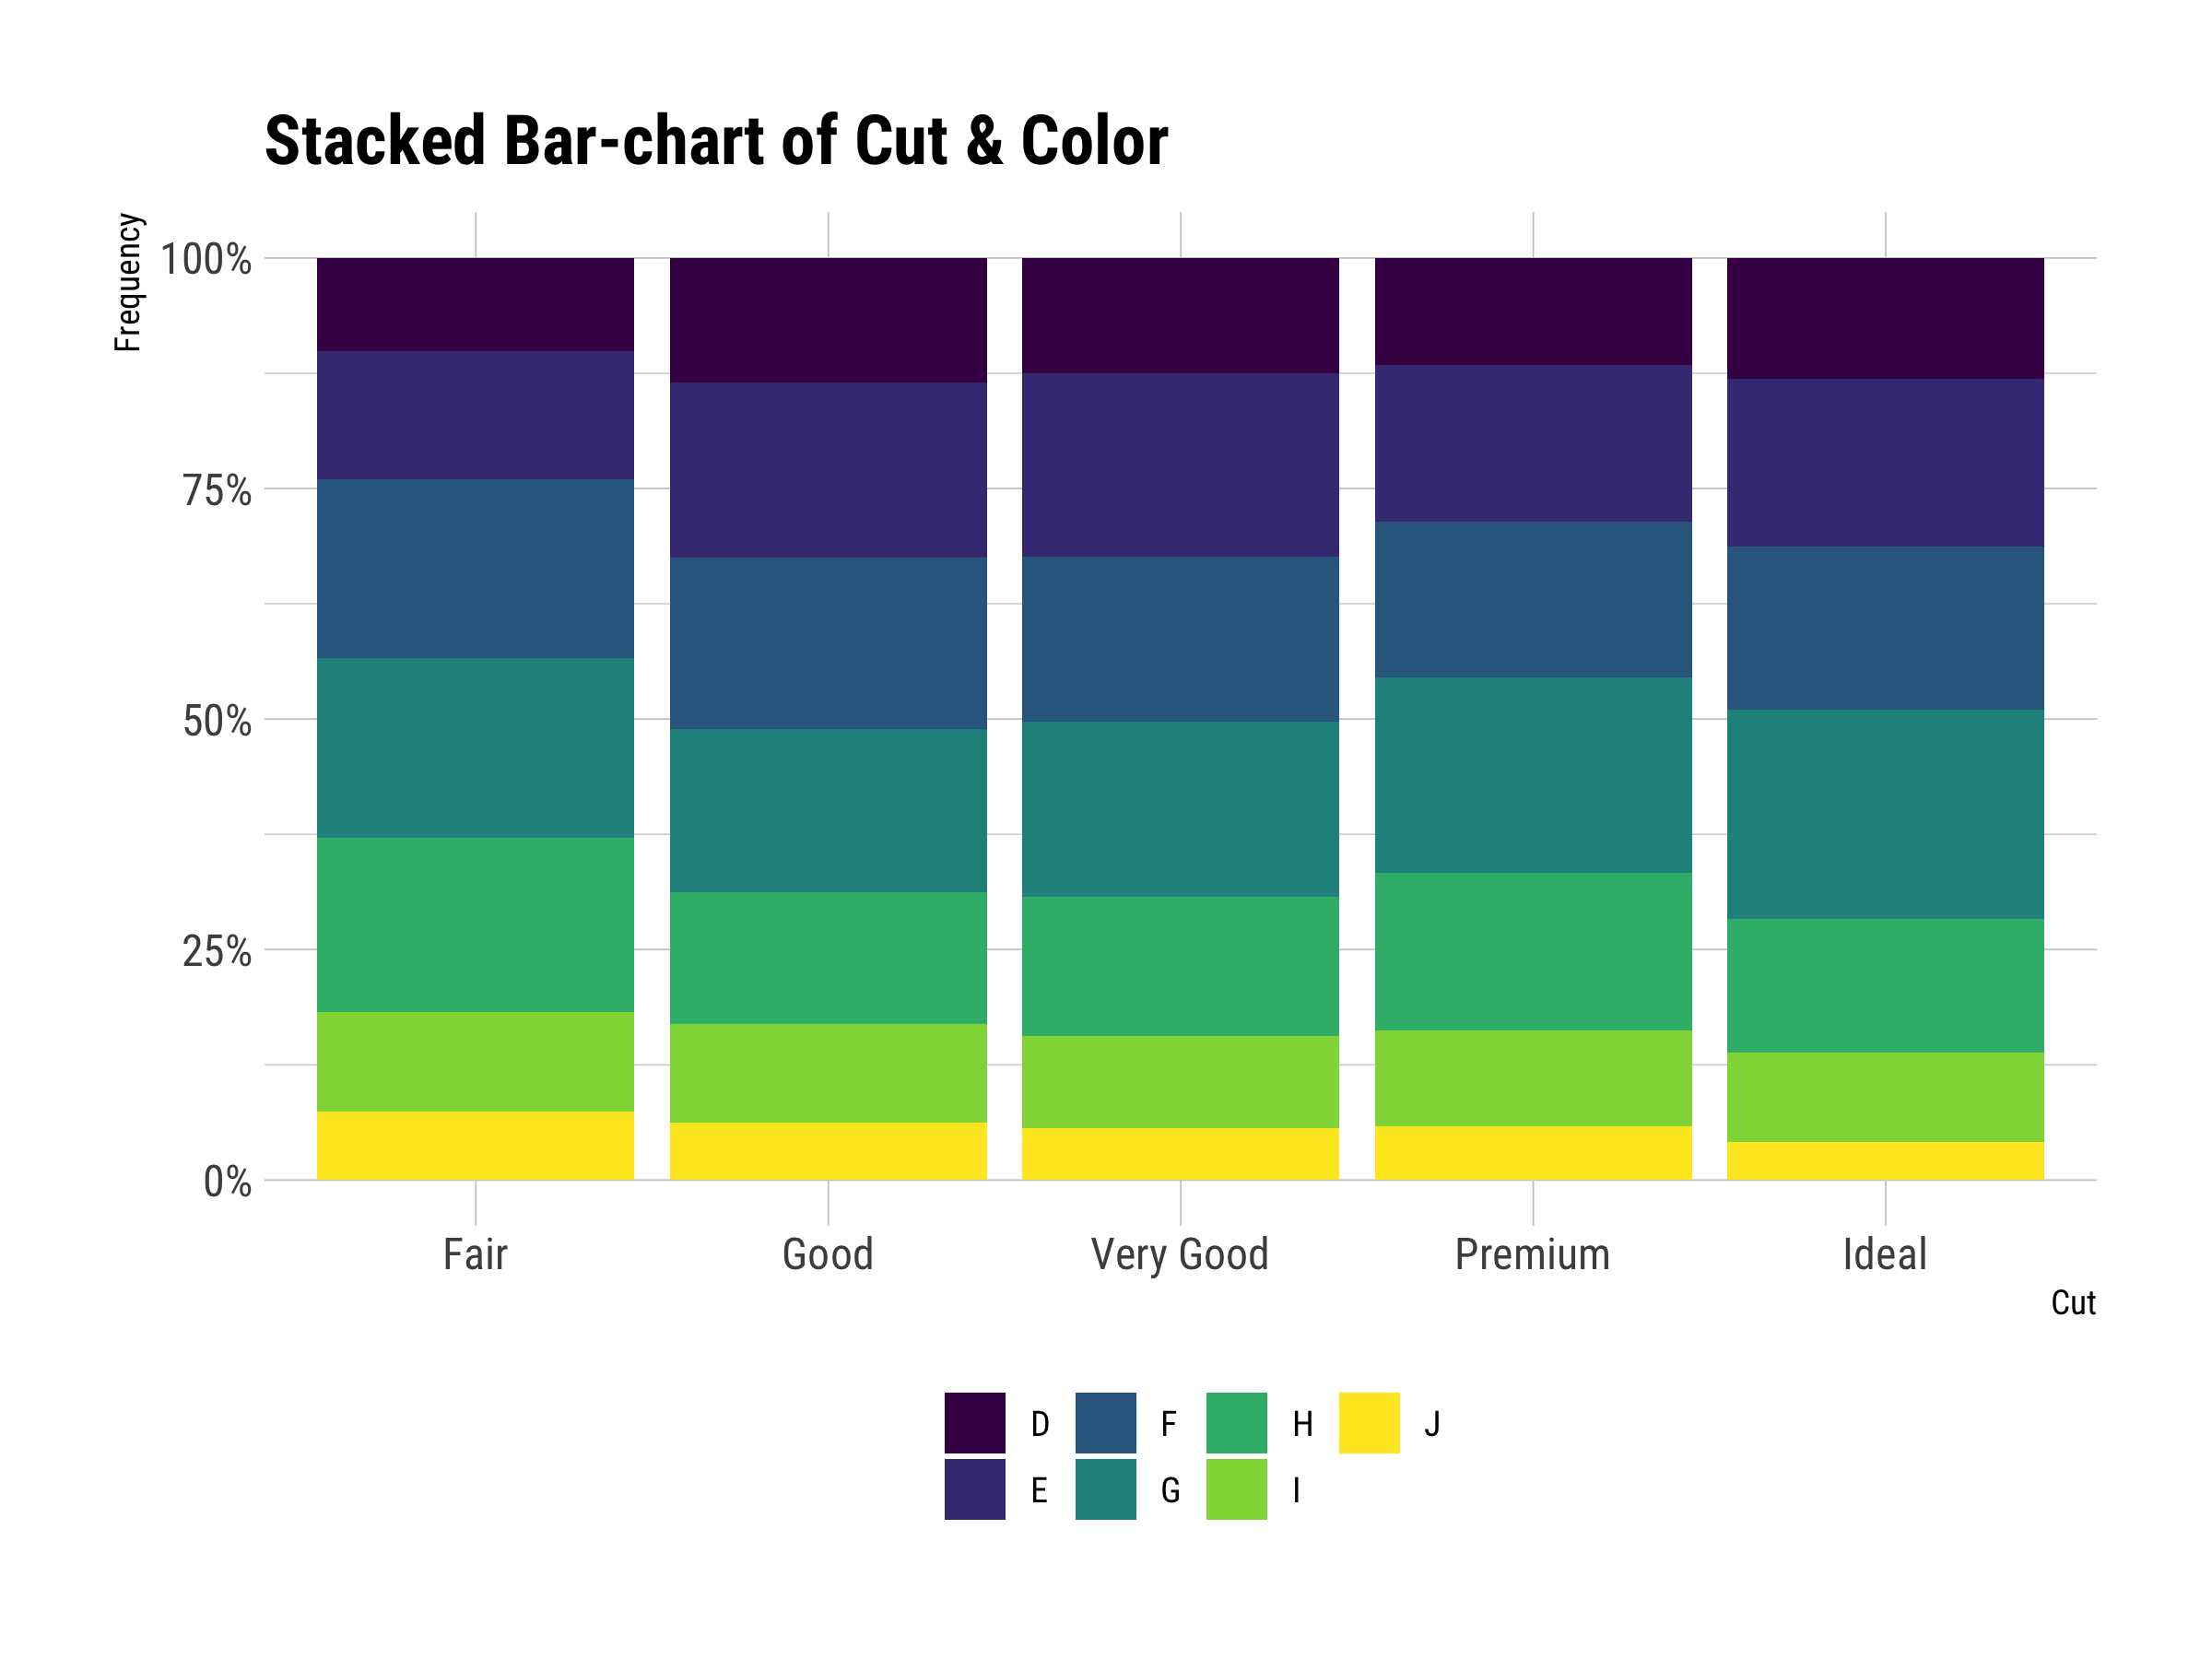 Stacked Bar-chart of Cut & Color
Frequency
100%
75%
50%
25%
0%
Fair Good Very Good Premium Ideal
Cut
D F H J
E G I